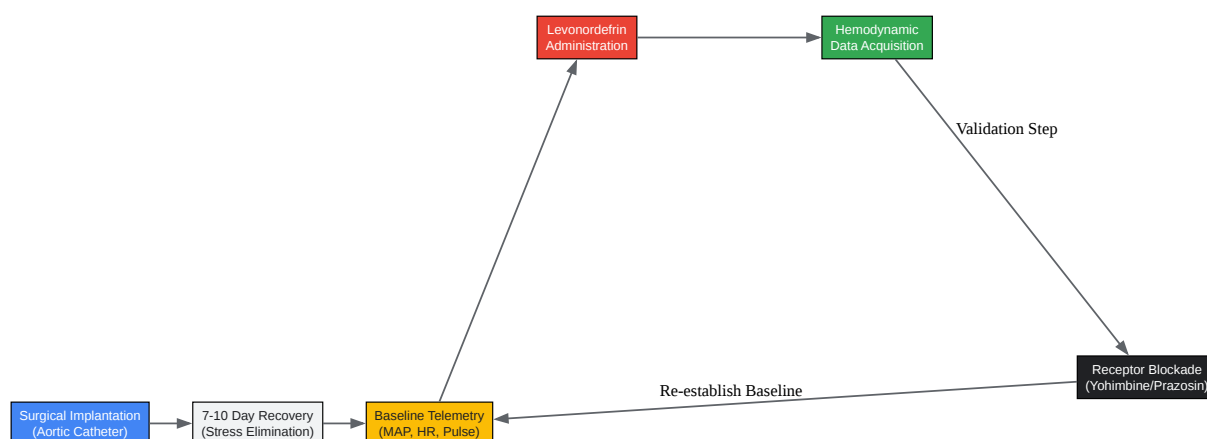 Levonordefrin
Administration
Hemodynamic
Data Acquisition
Validation Step
Receptor Blockade
(Yohimbine/Prazosin)
Re-establish Baseline
Surgical Implantation
(Aortic Catheter)
7-10 Day Recovery
(Stress Elimination)
Baseline Telemetry
(MAP, HR, Pulse)